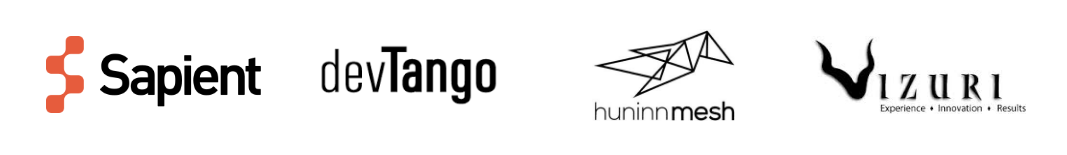 Sapient
devTango
huninnmesh
VIZURI
Experience ♦ Innovation ♦ Results